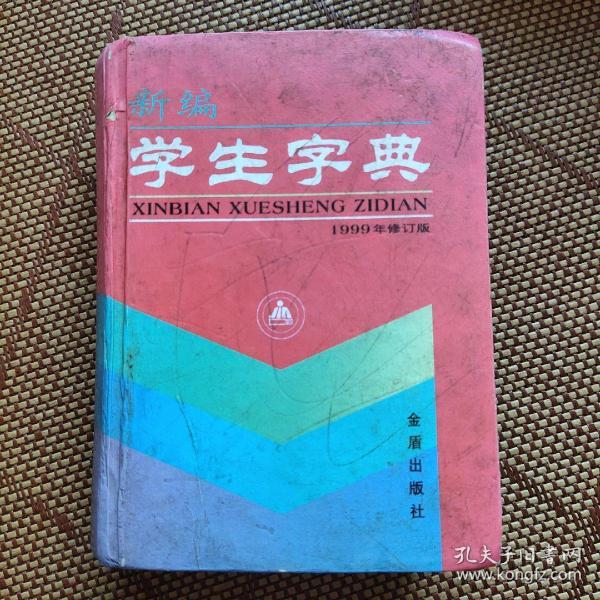 新编
学生字典
XINBIAN XUESHENG ZIDIAN
1999年修订版
金盾出版社
孔夫子旧书网
www.kongfz.com